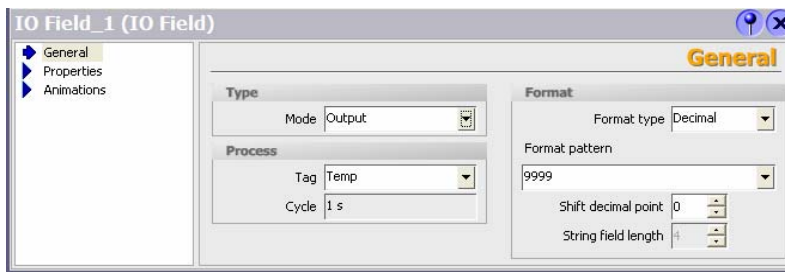 IO Field_1 (IO Field)
General
Properties
Animations
General
Type
Mode Output
Process
Tag Temp
Cycle 1 s
Format
Format type Decimal
Format pattern
9999
Shift decimal point 0
String field length 4